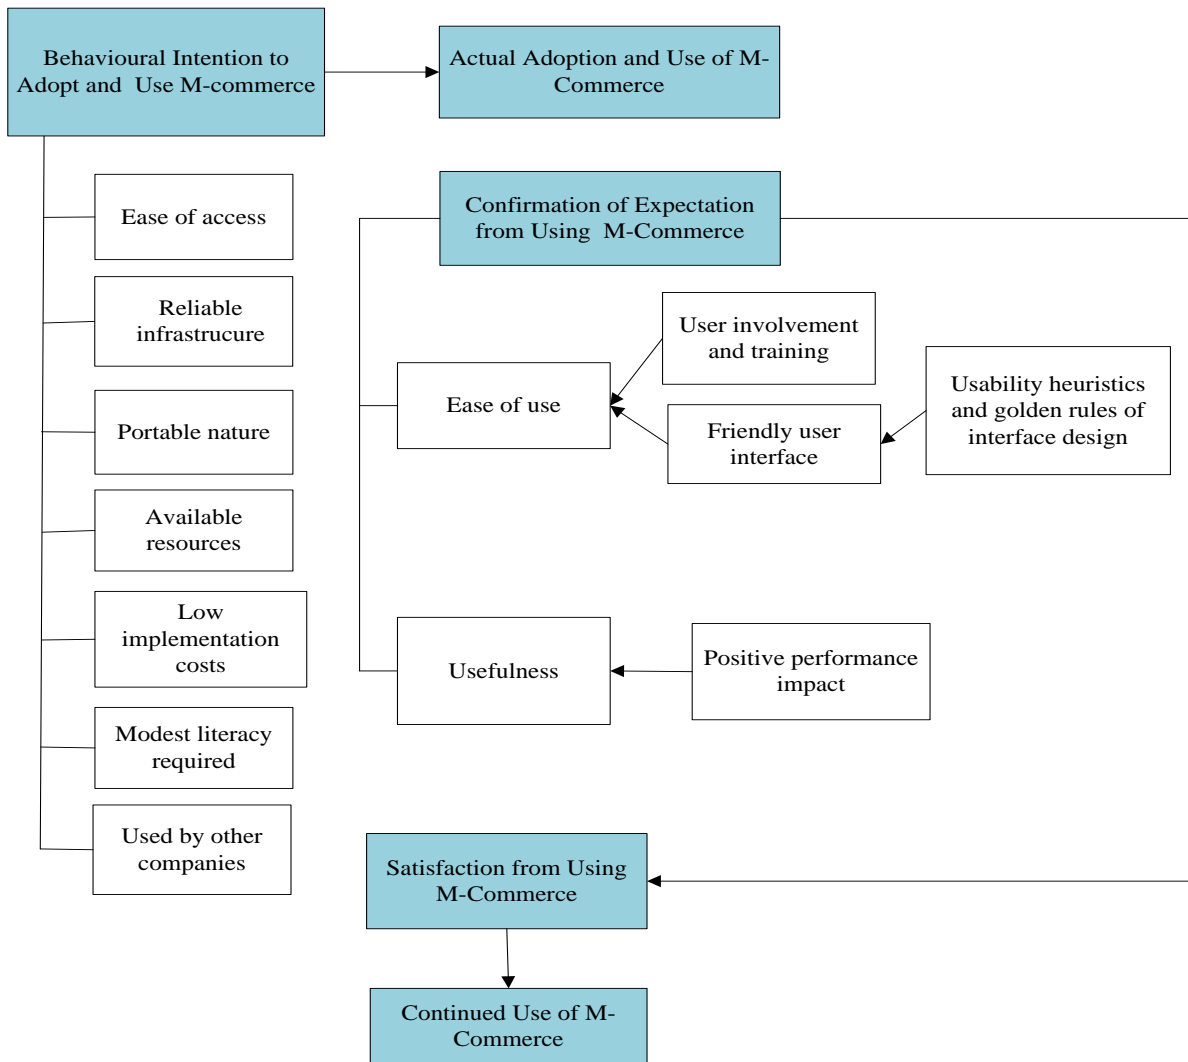 Behavioural Intention to
Adopt and Use M-commerce
Actual Adoption and Use of M-
Commerce
Ease of access
Reliable
infrastrucure
Portable nature
Available
resources
Low
implementation
costs
Modest literacy
required
Used by other
companies
Confirmation of Expectation
from Using M-Commerce
Ease of use
User involvement
and training
Friendly user
interface
Usability heuristics
and golden rules of
interface design
Usefulness
Positive performance
impact
Satisfaction from Using
M-Commerce
Continued Use of M-
Commerce